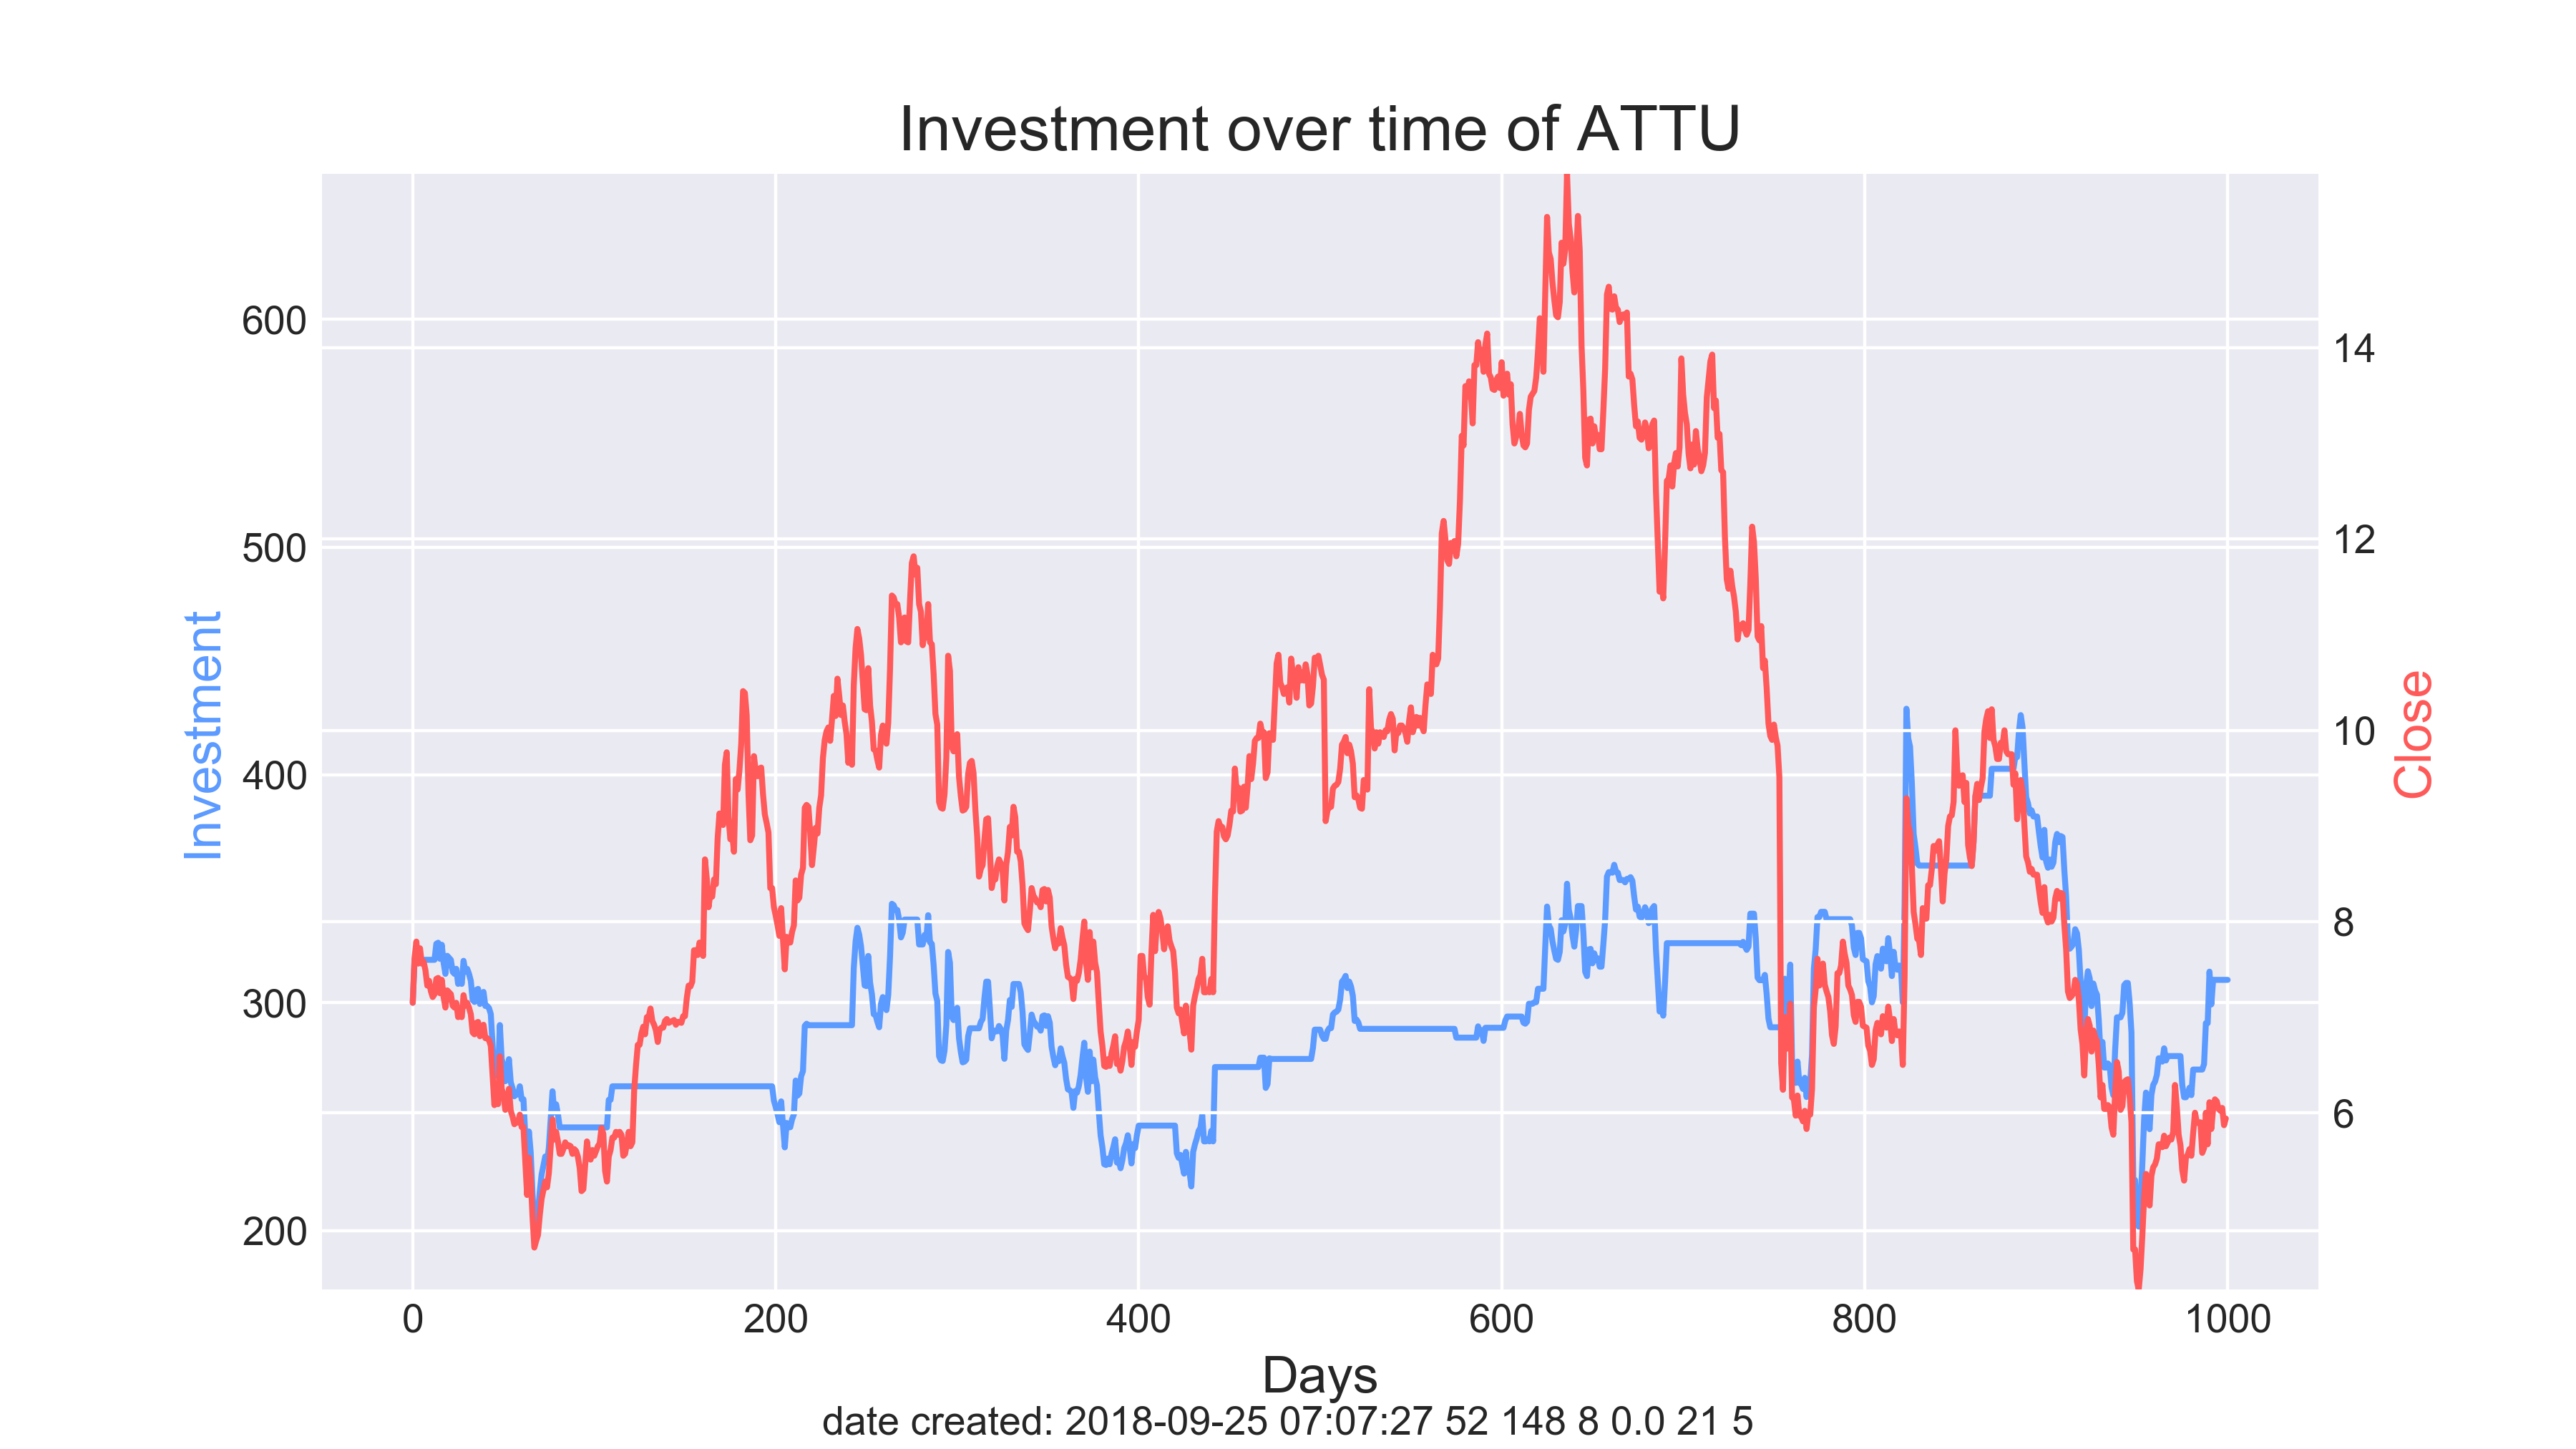 Investment over time of ATTU
600
500
400
300
200
Investment
14
12
10
8
6
Close
0 200 400 600 800 1000
Days
date created: 2018-09-25 07:07:27 52 148 8 0.0 21 5